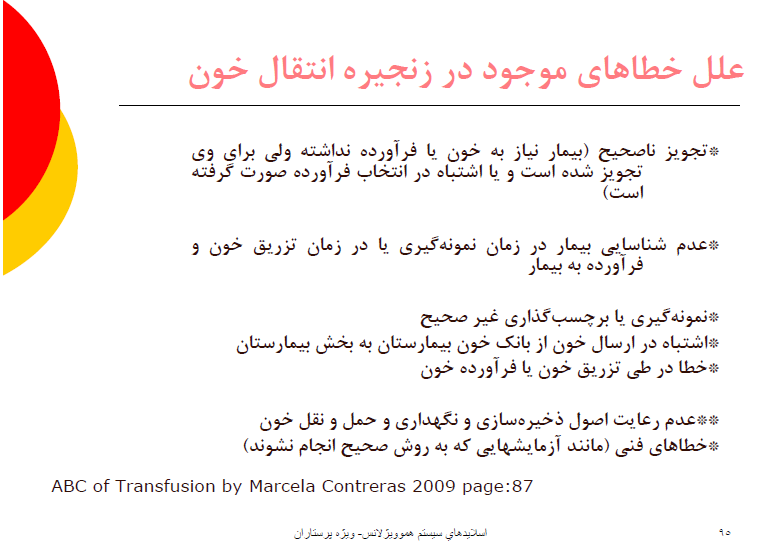 علل خطاهای موجود در زنجیره انتقال خون
*تجویز ناصحیح (بیمار نیاز به خون یا فرآورده نداشته ولی برای وی
تجویز شده است و یا اشتباه در انتخاب فرآورده صورت گرفته
است)
*عدم شناسایی بیمار در زمان نمونه‌گیری یا در زمان تزریق خون و
فرآورده به بیمار
*نمونه‌گیری یا برچسب‌گذاری غیر صحیح
*اشتباه در ارسال خون از بانک خون بیمارستان به بخش بیمارستان
*خطا در طی تزریق خون یا فرآورده خون
**عدم رعایت اصول ذخیره‌سازی و نگهداری و حمل و نقل خون
*خطاهای فنی (مانند آزمایشهایی که به روش صحیح انجام نشوند)
ABC of Transfusion by Marcela Contreras 2009 page:87
اسلایدهاي سیستم هموویژلانس- ویژه پرستاران
۹۵